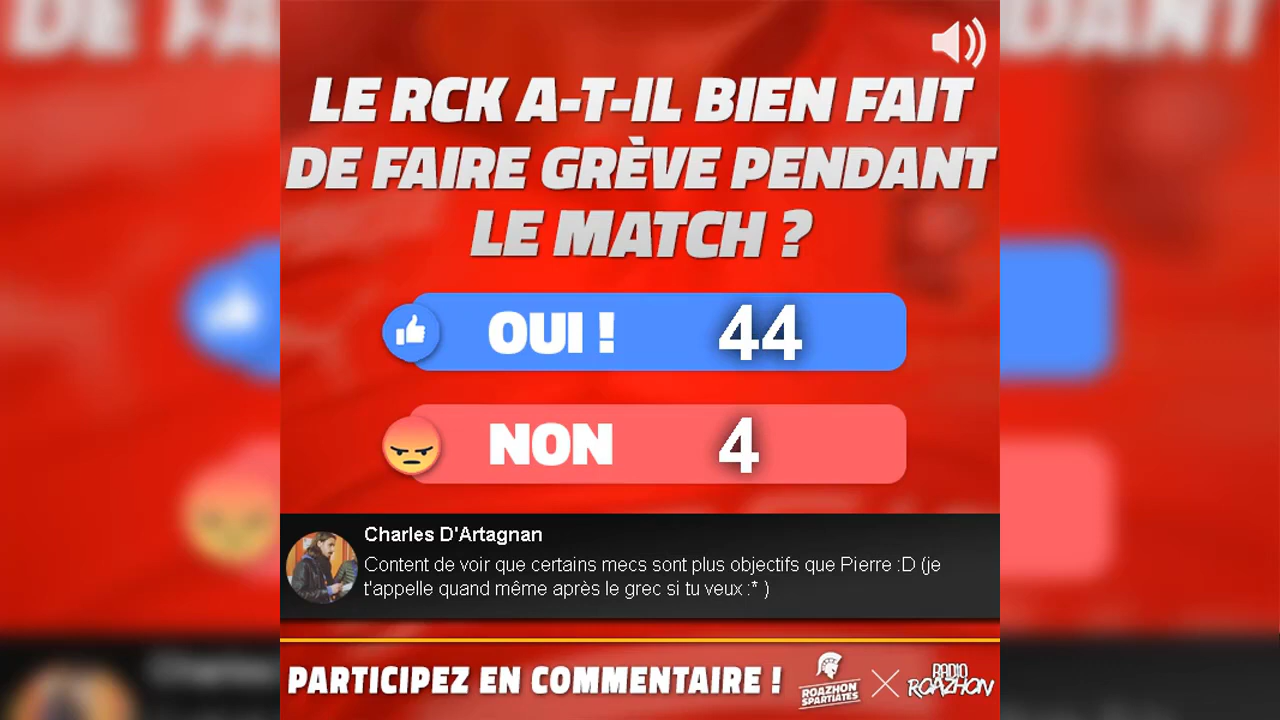 LE RCK A-T-IL BIEN FAIT
DE FAIRE GRÈVE PENDANT
LE MATCH ?
OUI ! 44
NON 4
Charles D'Artagnan
Content de voir que certains mecs sont plus objectifs que Pierre :D (je
t'appelle quand même après le grec si tu veux :* )
PARTICIPEZ EN COMMENTAIRE !
ROAZHON
SPARTIATES
RADIO
ROAZHON